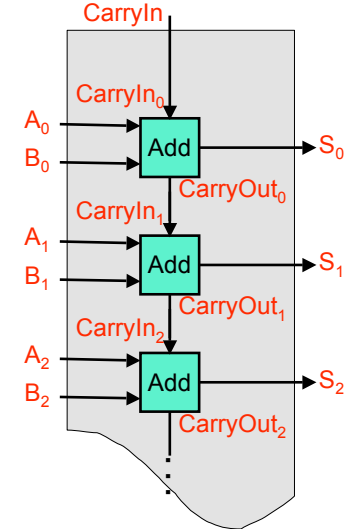 CarryIn
CarryIn₀
A₀
Add
S₀
B₀
CarryOut₀
CarryIn₁
A₁
Add
S₁
B₁
CarryOut₁
CarryIn₂
A₂
Add
S₂
B₂
CarryOut₂